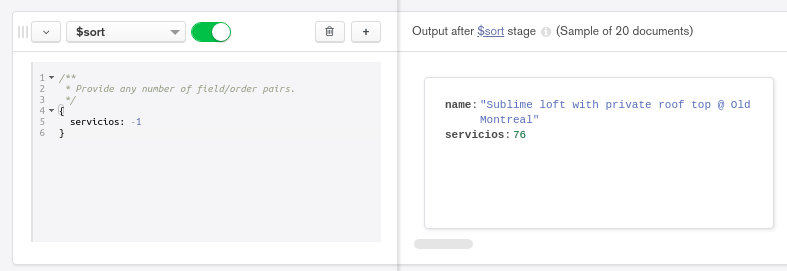 $sort
+
Output after $sort stage (Sample of 20 documents)
1 /**
2 * Provide any number of field/order pairs.
3 */
4 {
5 servicios: -1
6 }
name: "Sublime loft with private roof top @ Old
Montreal"
servicios: 76